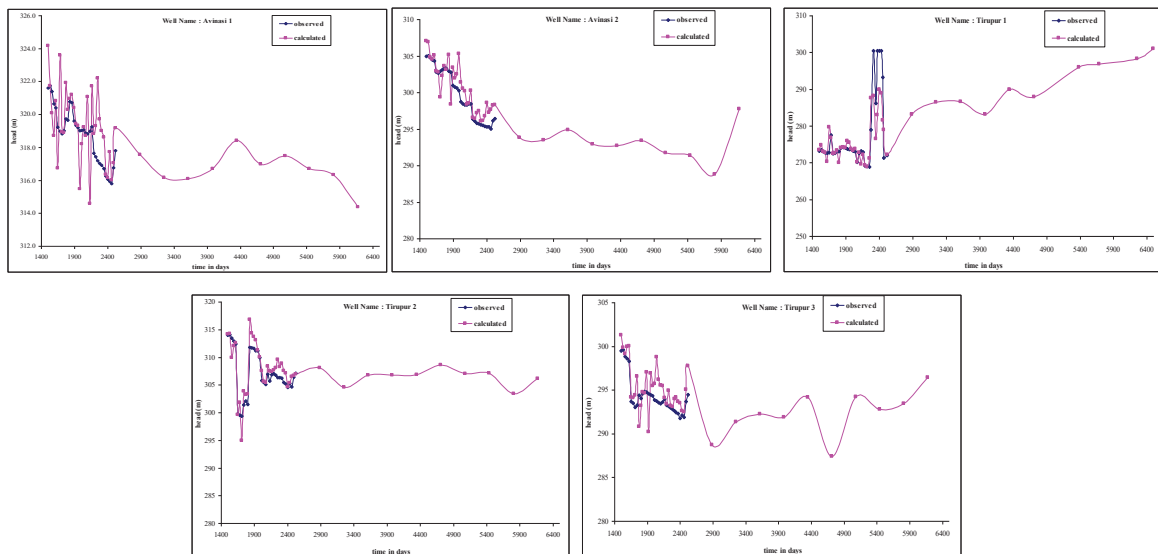 Well Name : Avinasi 1
observed
calculated
head (m)
326.0
324.0
322.0
320.0
318.0
316.0
314.0
312.0
1400 1900 2400 2900 3400 3900 4400 4900 5400 5900 6400
time in days
Well Name : Avinasi 2
observed
calculated
head (m)
310
305
300
295
290
285
280
1400 1900 2400 2900 3400 3900 4400 4900 5400 5900 6400
time in days
Well Name : Tirupur 1
observed
calculated
head (m)
310
300
290
280
270
260
250
1400 1900 2400 2900 3400 3900 4400 4900 5400 5900 6400
time in days
Well Name : Tirupur 2
observed
calculated
head (m)
320
315
310
305
300
295
290
285
280
1400 1900 2400 2900 3400 3900 4400 4900 5400 5900 6400
time in days
Well Name : Tirupur 3
observed
calculated
head (m)
305
300
295
290
285
280
1400 1900 2400 2900 3400 3900 4400 4900 5400 5900 6400
time in days